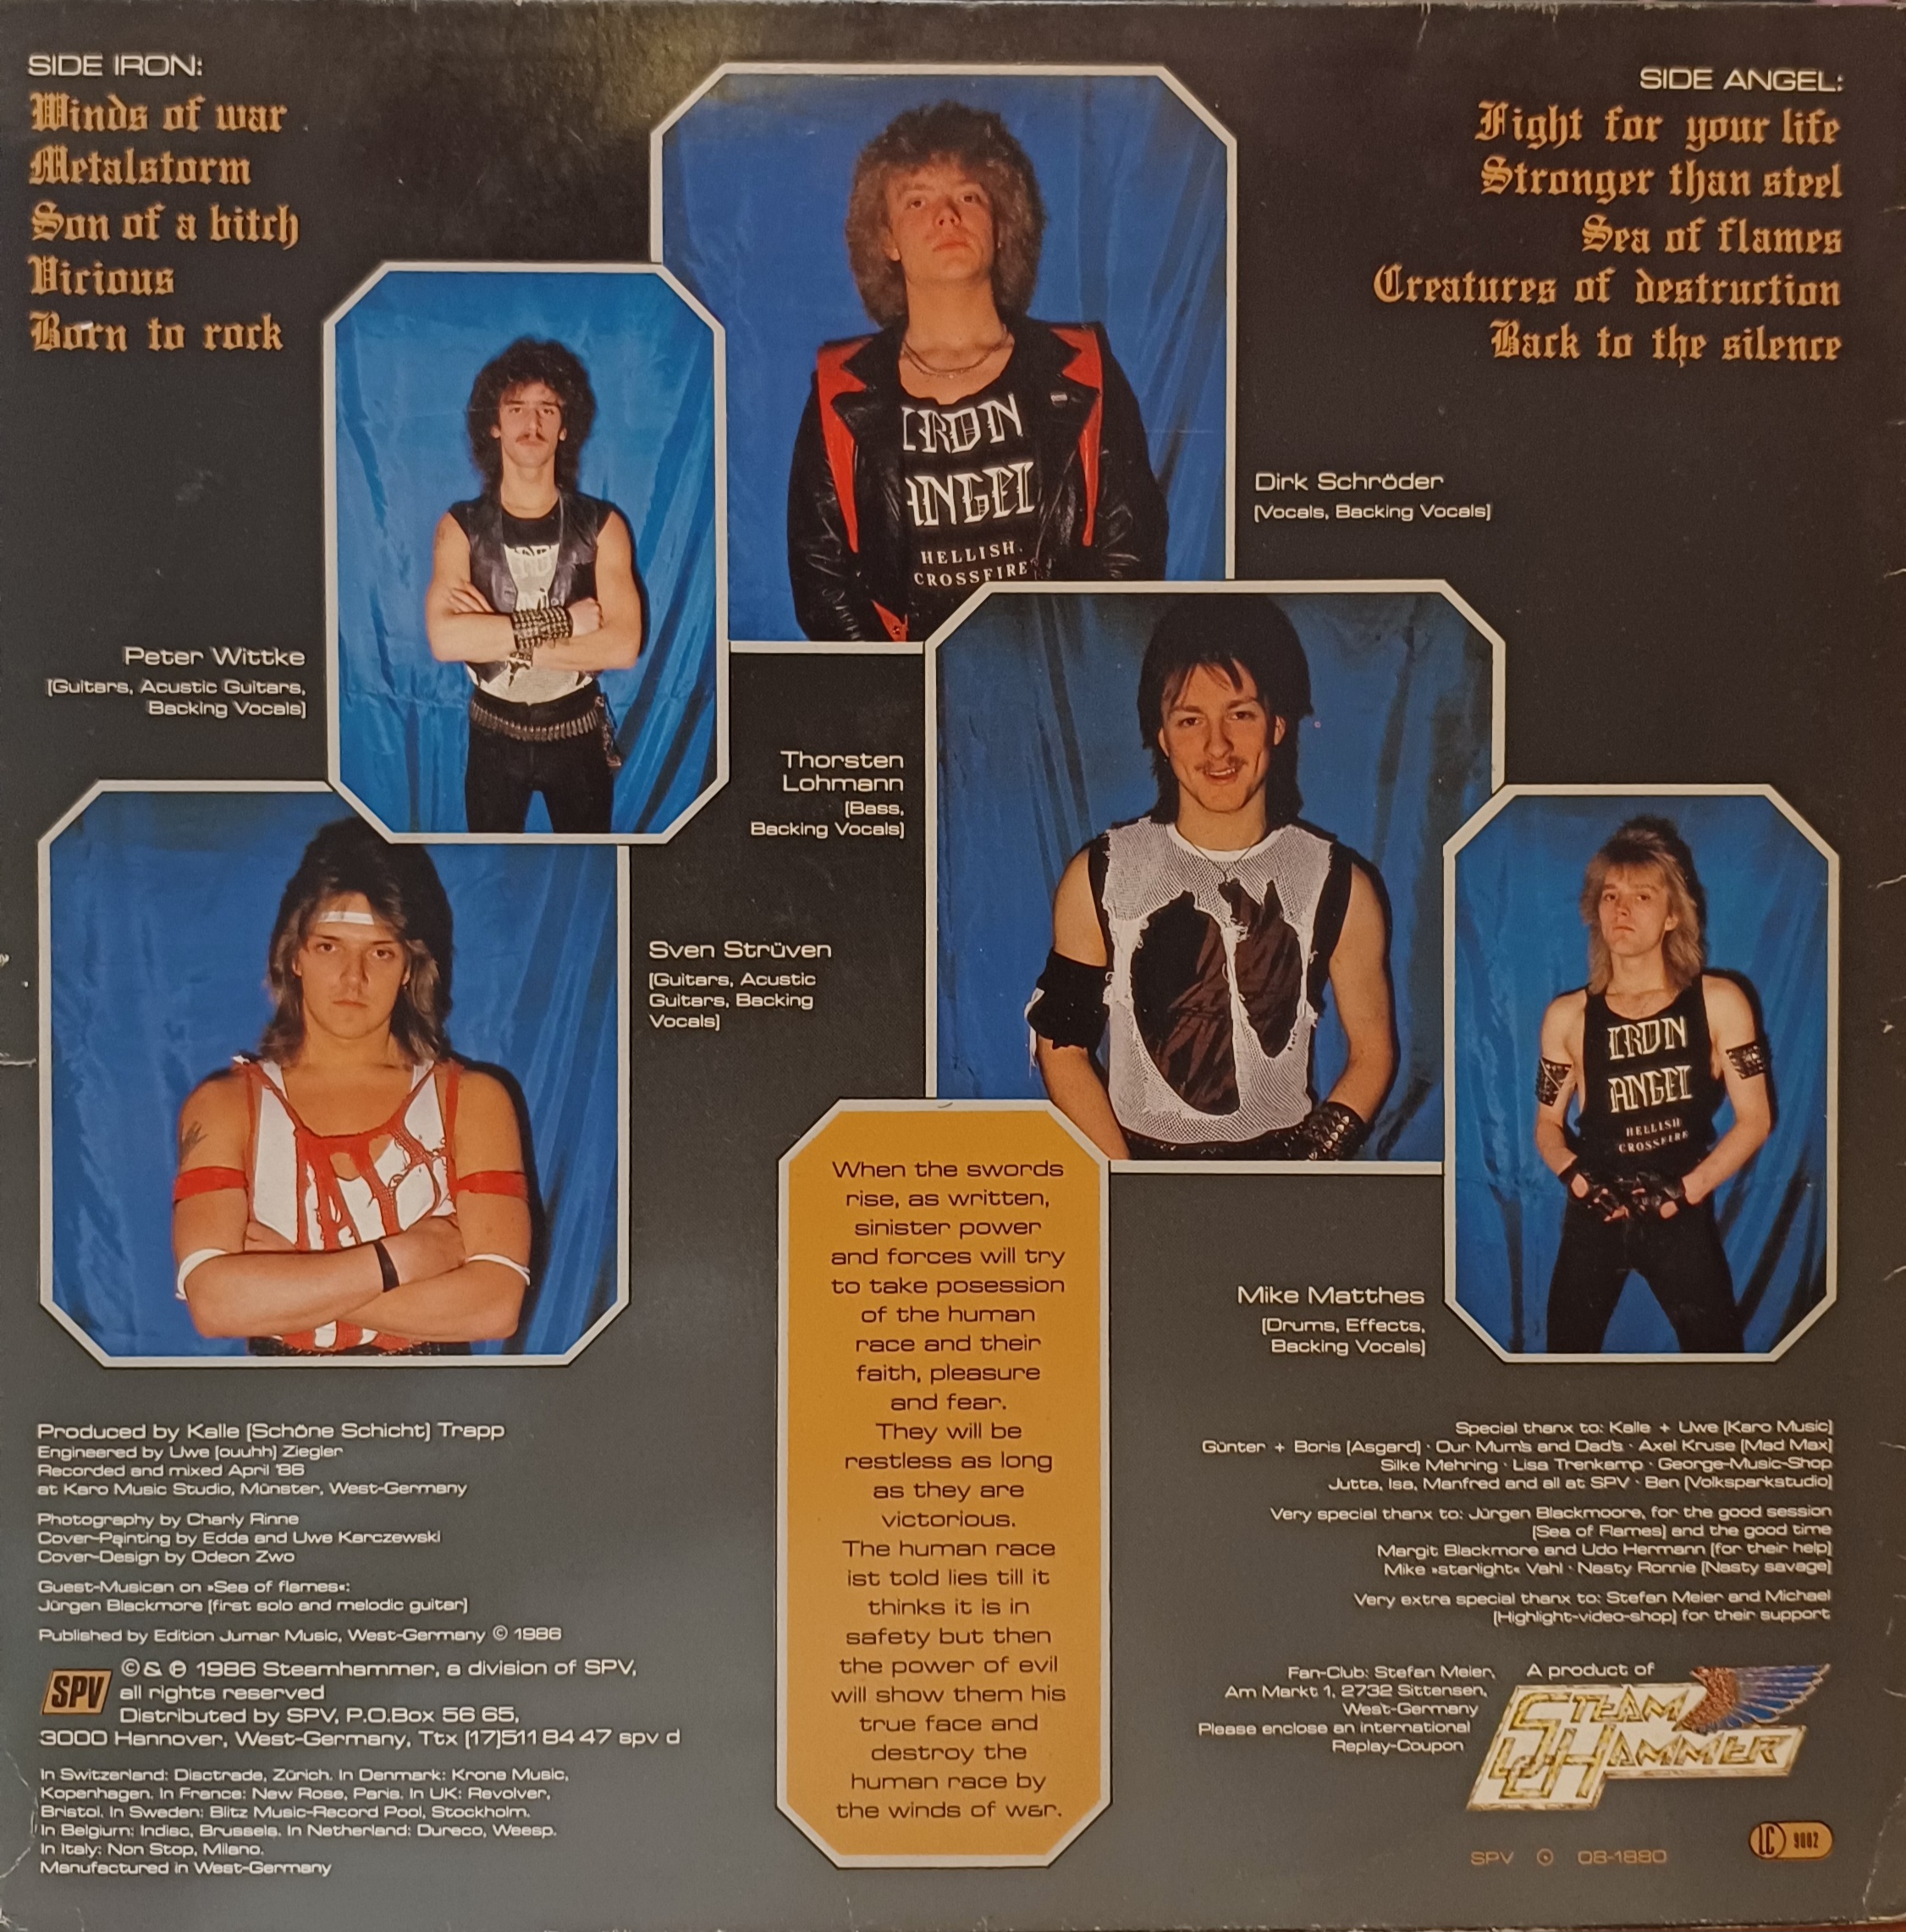 SIDE IRON:
Winds of war
Metalstorm
Son of a bitch
Vicious
Born to rock
SIDE ANGEL:
Fight for your life
Stronger than steel
Sea of flames
Creatures of destruction
Back to the silence
IRON
ANGEL
HELLISH
CROSSFIRE
Dirk Schröder
(Vocals, Backing Vocals)
Peter Wittke
(Guitars, Acustic Guitars,
Backing Vocals)
Thorsten
Lohmann
(Bass,
Backing Vocals)
Sven Strüven
(Guitars, Acustic
Guitars, Backing
Vocals)
IRON
ANGEL
HELLISH
CROSSFIRE
Mike Matthes
(Drums, Effects,
Backing Vocals)
When the swords
rise, as written,
sinister power
and forces will try
to take posession
of the human
race and their
faith, pleasure
and fear.
They will be
restless as long
as they are
victorious.
The human race
ist told lies till it
thinks it is in
safety but then
the power of evil
will show them his
true face and
destroy the
human race by
the winds of war.
Produced by Kalle (Schöne Schicht) Trapp
Engineered by Uwe (ouuhh) Ziegler
Recorded and mixed April '86
at Karo Music Studio, Münster, West-Germany
Photography by Charly Rinne
Cover-Painting by Edda and Uwe Karczewski
Cover-Design by Odeon Zwo
Guest-Musican on »Sea of flames«:
Jürgen Blackmore (first solo and melodic guitar)
Published by Edition Jumar Music, West-Germany © 1986
SPV
© & ℗ 1986 Steamhammer, a division of SPV,
all rights reserved
Distributed by SPV, P.O.Box 56 65,
3000 Hannover, West-Germany, Ttx (17)511 84 47 spv d
In Switzerland: Disctrade, Zürich. In Denmark: Krone Music,
Kopenhagen. In France: New Rose, Paris. In UK: Revolver,
Bristol. In Sweden: Blitz Music-Record Pool, Stockholm.
In Belgium: Indisc, Brussels. In Netherland: Dureco, Weesp.
In Italy: Non Stop, Milano.
Manufactured in West-Germany
Special thanx to: Kalle + Uwe (Karo Music)
Günter + Boris (Asgard) · Our Mum's and Dad's · Axel Kruse (Mad Max)
Silke Mehring · Lisa Trenkamp · George-Music-Shop
Jutta, Isa, Manfred and all at SPV · Ben (Volksparkstudio)
Very special thanx to: Jürgen Blackmoore, for the good session
(Sea of Flames) and the good time
Margit Blackmore and Udo Hermann (for their help)
Mike »starlight« Vahl · Nasty Ronnie (Nasty savage)
Very extra special thanx to: Stefan Meier and Michael
(Highlight-video-shop) for their support
Fan-Club: Stefan Meier,
Am Markt 1, 2732 Sittensen,
West-Germany
Please enclose an international
Replay-Coupon
A product of
STEAM
HAMMER
SPV ⊙ 08-1880
LC 9002